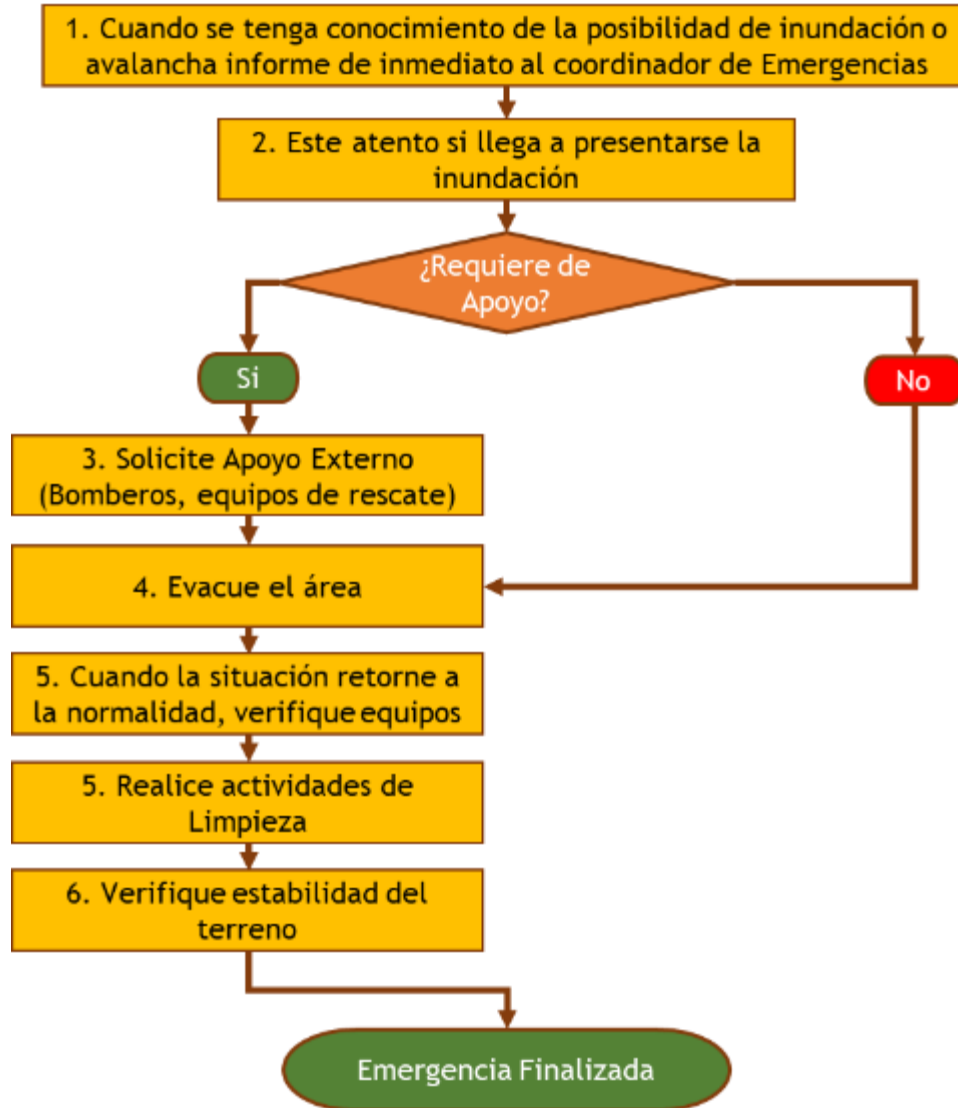 1. Cuando se tenga conocimiento de la posibilidad de inundación o
avalancha informe de inmediato al coordinador de Emergencias
2. Este atento si llega a presentarse la
inundación
¿Requiere de
Apoyo?
Si
No
3. Solicite Apoyo Externo
(Bomberos, equipos de rescate)
4. Evacue el área
5. Cuando la situación retorne a
la normalidad, verifique equipos
5. Realice actividades de
Limpieza
6. Verifique estabilidad del
terreno
Emergencia Finalizada